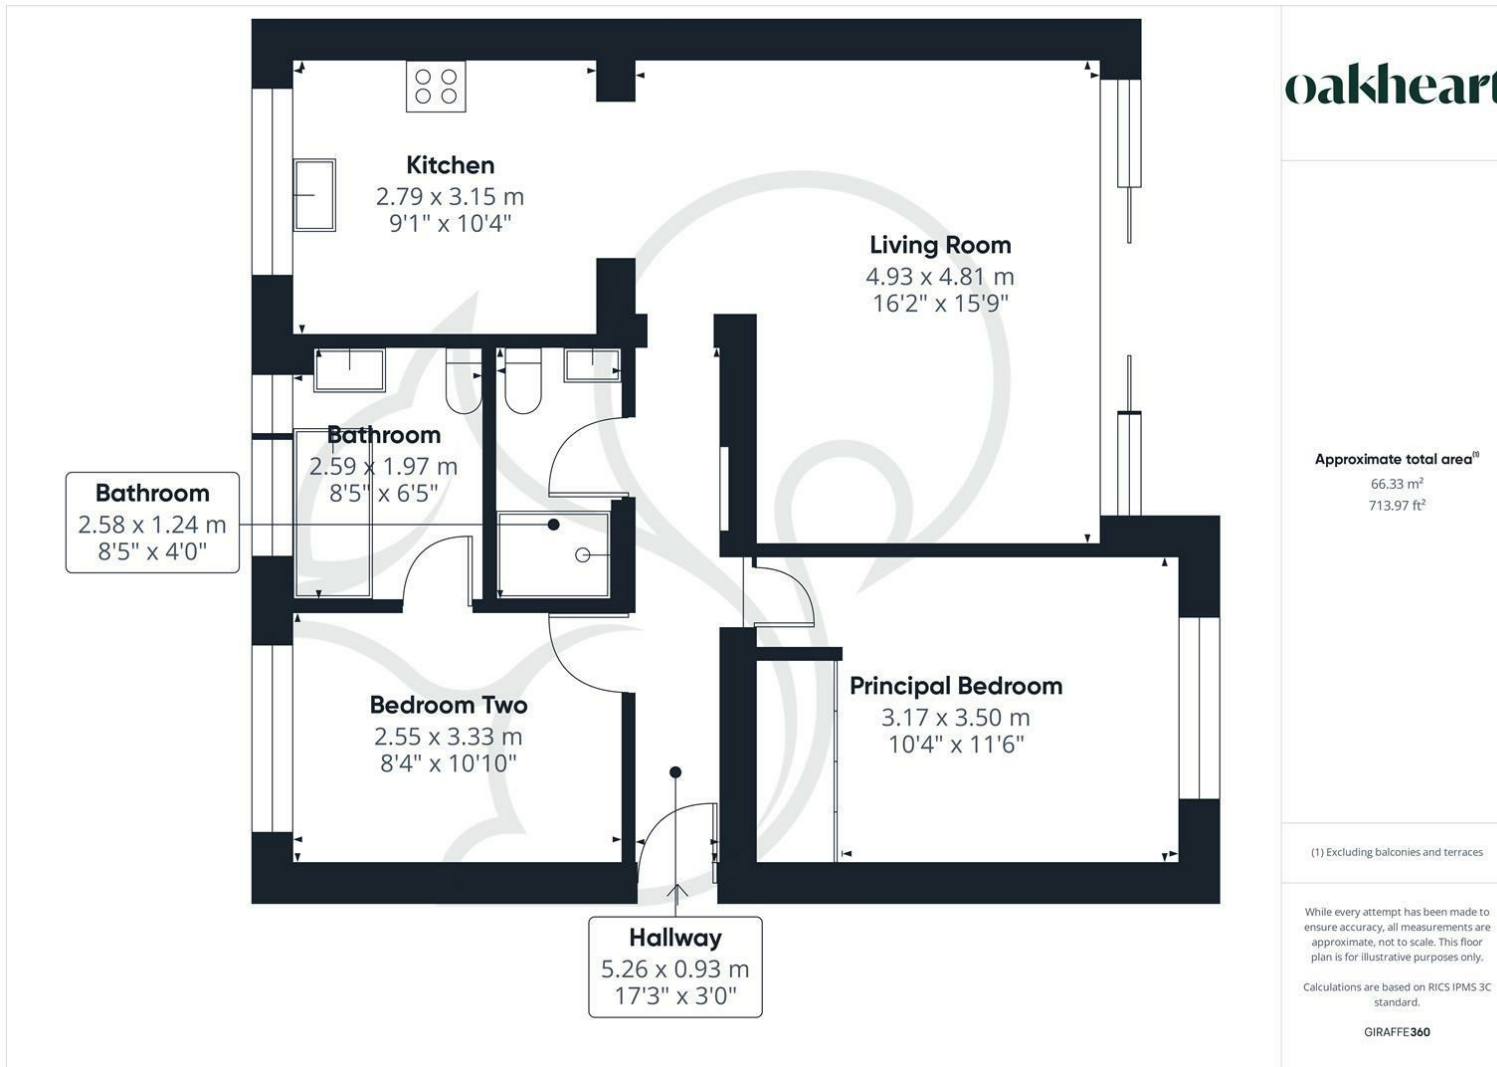 Kitchen
2.79 x 3.15 m
9'1" x 10'4"
Living Room
4.93 x 4.81 m
16'2" x 15'9"
Bathroom
2.59 x 1.97 m
8'5" x 6'5"
Bathroom
2.58 x 1.24 m
8'5" x 4'0"
Bedroom Two
2.55 x 3.33 m
8'4" x 10'10"
Principal Bedroom
3.17 x 3.50 m
10'4" x 11'6"
Hallway
5.26 x 0.93 m
17'3" x 3'0"
oakheart
Approximate total area⁽¹⁾
66.33 m²
713.97 ft²
(1) Excluding balconies and terraces
While every attempt has been made to
ensure accuracy, all measurements are
approximate, not to scale. This floor
plan is for illustrative purposes only.
Calculations are based on RICS IPMS 3C
standard.
GIRAFFE360